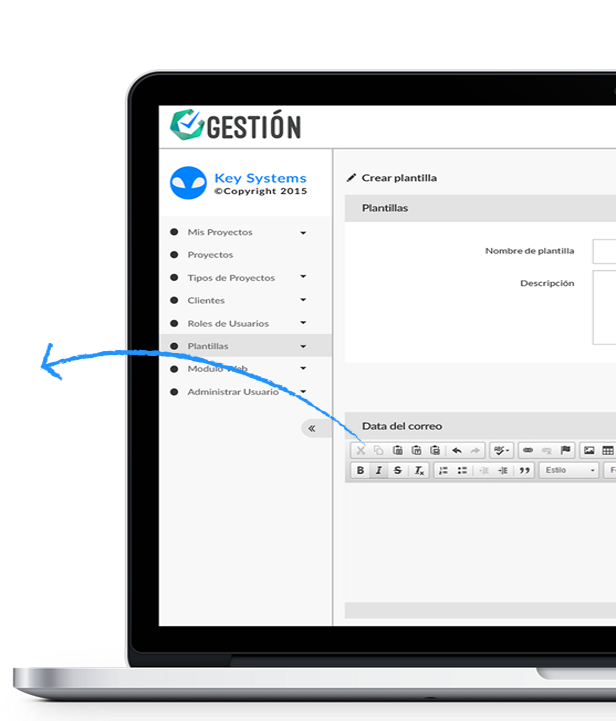 GESTIÓN
Key Systems
©Copyright 2015
Mis Proyectos
Proyectos
Tipos de Proyectos
Clientes
Roles de Usuarios
Plantillas
Modulo Web
Administrar Usuario
«
Crear plantilla
Plantillas
Nombre de plantilla
Descripción
Data del correo
ABC
B I S Tx
Estilo
F